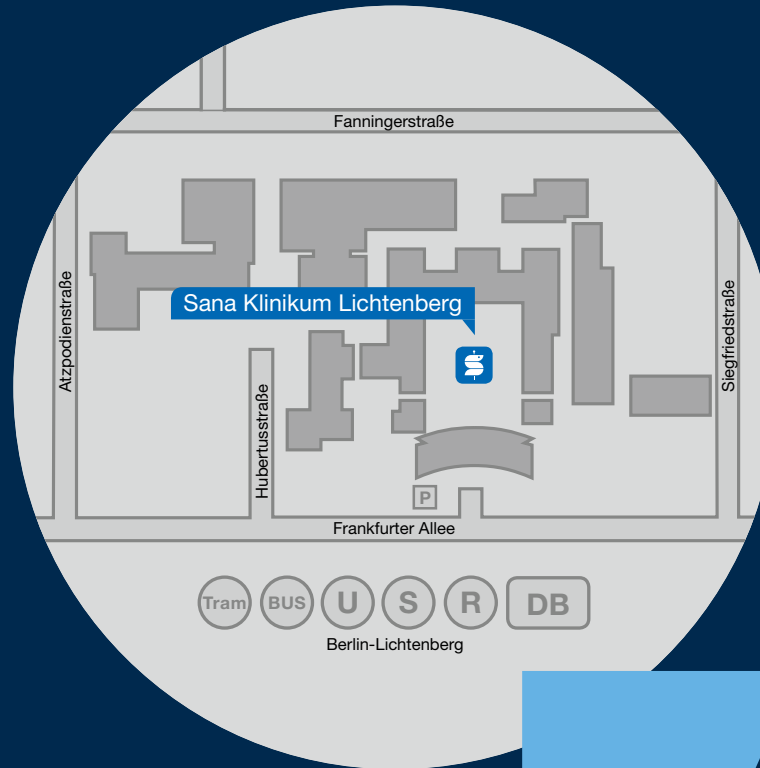 Fanningerstraße
Atzpodienstraße
Sana Klinikum Lichtenberg
Siegfriedstraße
Hubertusstraße
P
Frankfurter Allee
Tram BUS U S R DB
Berlin-Lichtenberg